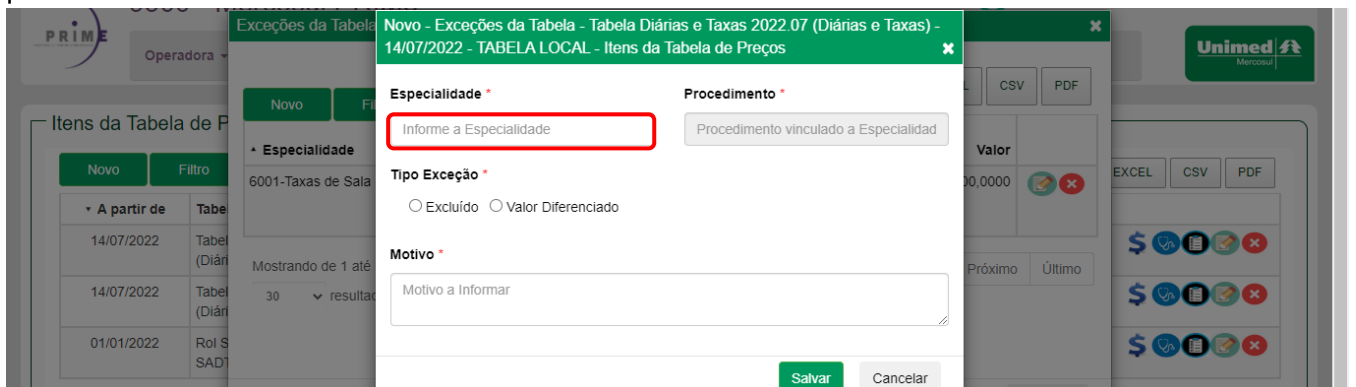 PRIME
Operadora
Unimed
Mercosul
Exceções da Tabela
Novo - Exceções da Tabela - Tabela Diárias e Taxas 2022.07 (Diárias e Taxas) -
14/07/2022 - TABELA LOCAL - Itens da Tabela de Preços
Especialidade *
Procedimento *
Informe a Especialidade
Procedimento vinculado a Especialidad
Tipo Exceção *
Excluído
Valor Diferenciado
Motivo *
Motivo a Informar
Salvar
Cancelar
Novo
Fi
CSV
PDF
Especialidade
Valor
6001-Taxas de Sala
00,0000
Mostrando de 1 até
Próximo
Último
30
resultad
Itens da Tabela de P
Novo
Filtro
EXCEL
CSV
PDF
A partir de
Tabe
14/07/2022
Tabel
(Diári
14/07/2022
Tabel
(Diári
01/01/2022
Rol S
SADT